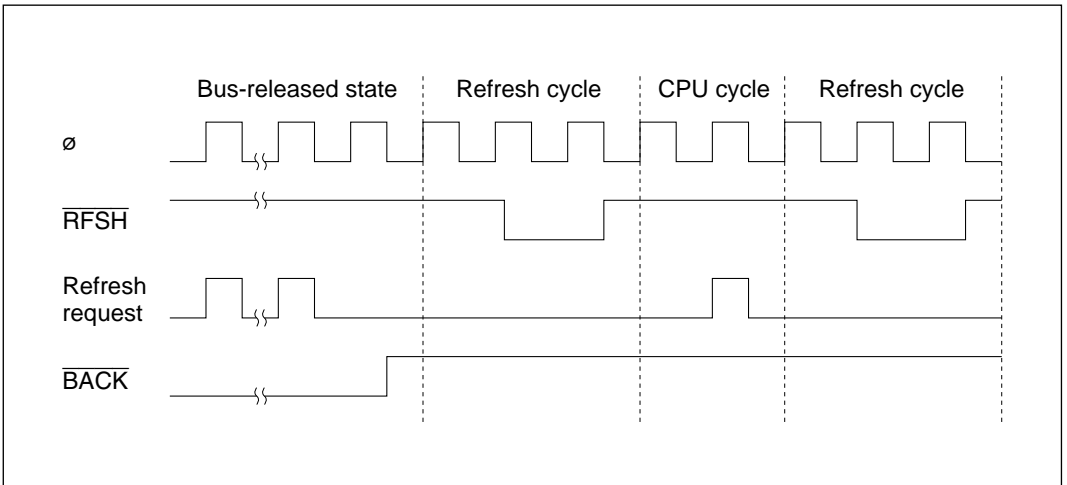 Bus-released state Refresh cycle CPU cycle Refresh cycle
ø
RFSH
Refresh
request
BACK